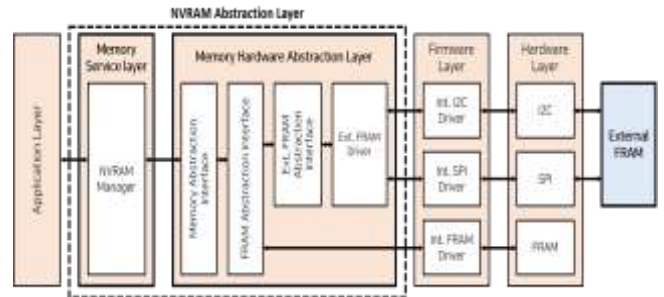 NVRAM Abstraction Layer
Application Layer
Memory
Service layer
NVRAM
Manager
Memory Hardware Abstraction Layer
Memory Abstraction
Interface
FRAM Abstraction Interface
Ext. FRAM
Abstraction
Interface
Ext. FRAM
Driver
Firmware
Layer
Int. I2C
Driver
Int. SPI
Driver
Int. FRAM
Driver
Hardware
Layer
I2C
SPI
FRAM
External
FRAM